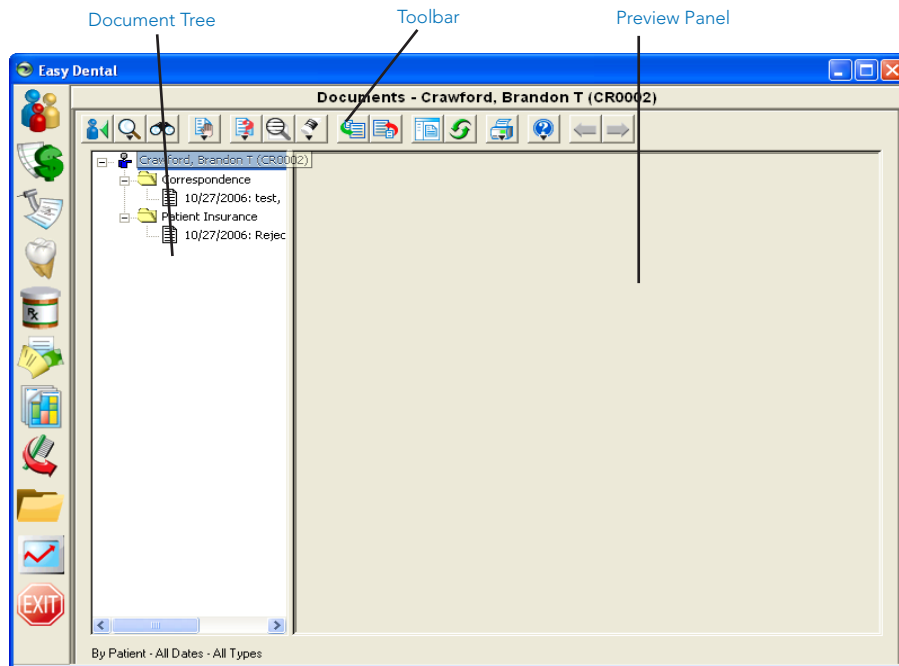 Document Tree
Toolbar
Preview Panel
Easy Dental
Documents - Crawford, Brandon T (CR0002)
Crawford, Brandon T (CR0002)
Correspondence
10/27/2006: test,
Patient Insurance
10/27/2006: Rejec
Rx
EXIT
By Patient - All Dates - All Types